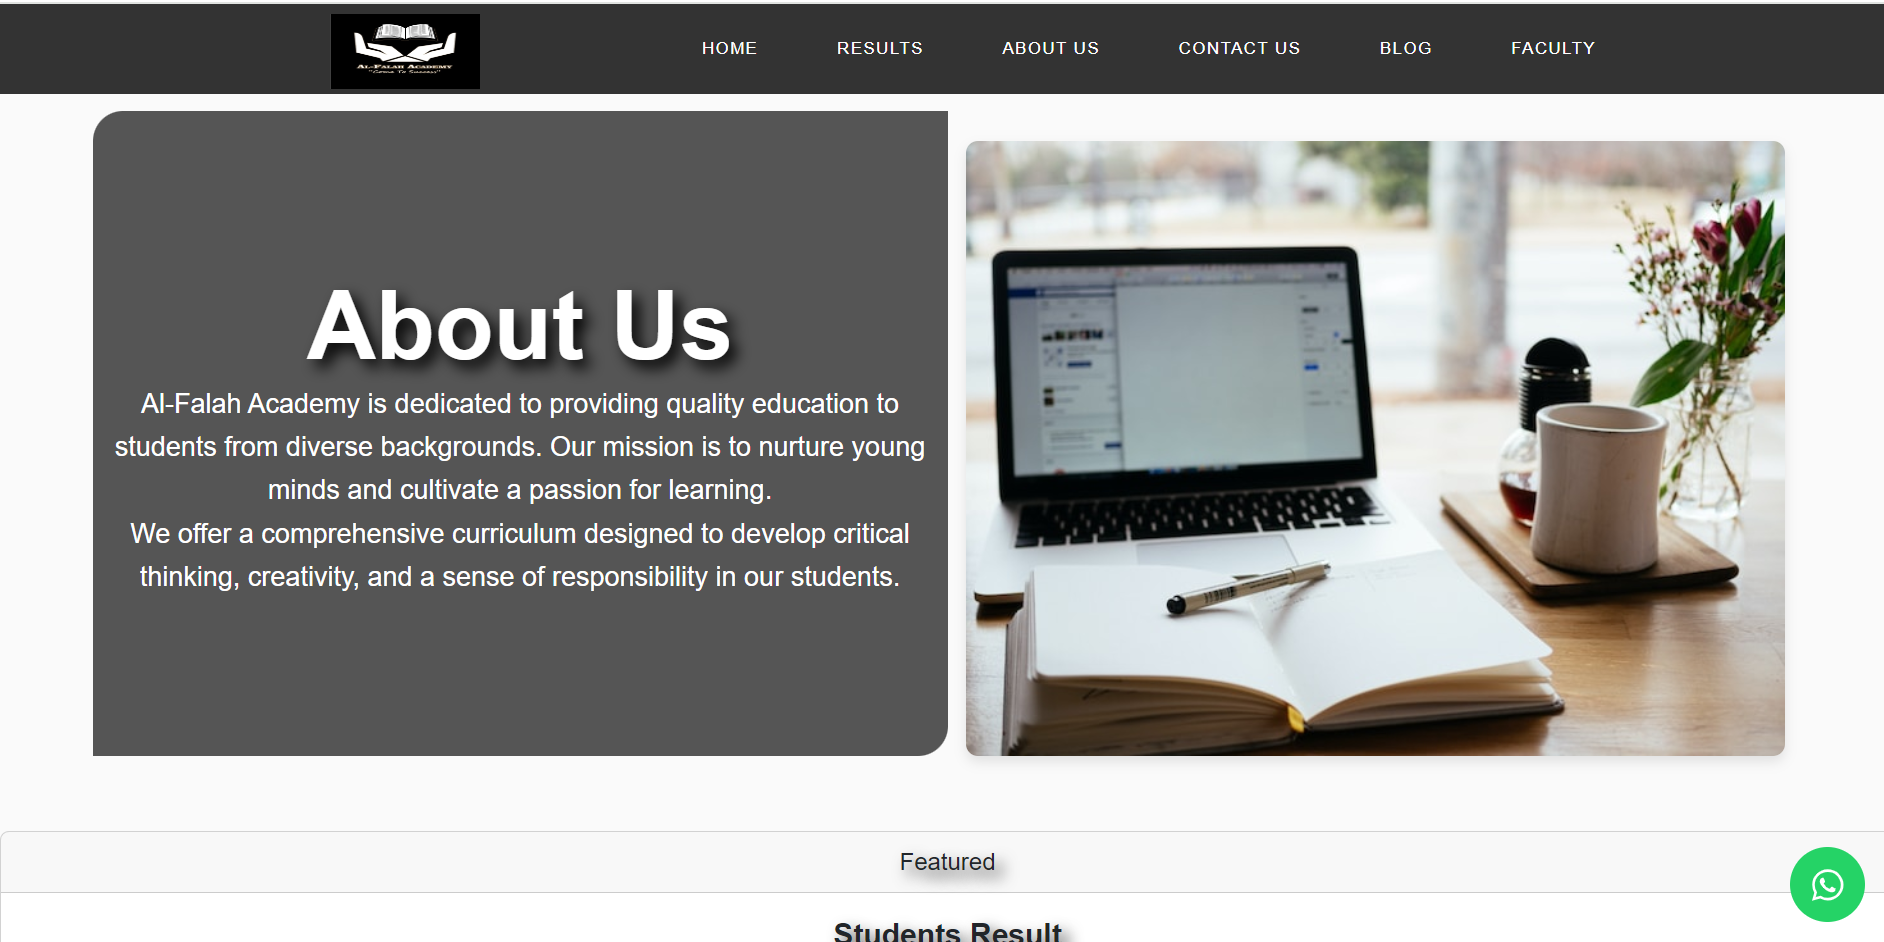 AL-FALAH ACADEMY
HOME
RESULTS
ABOUT US
CONTACT US
BLOG
FACULTY
About Us
Al-Falah Academy is dedicated to providing quality education to
students from diverse backgrounds. Our mission is to nurture young
minds and cultivate a passion for learning.
We offer a comprehensive curriculum designed to develop critical
thinking, creativity, and a sense of responsibility in our students.
Featured
Students Result